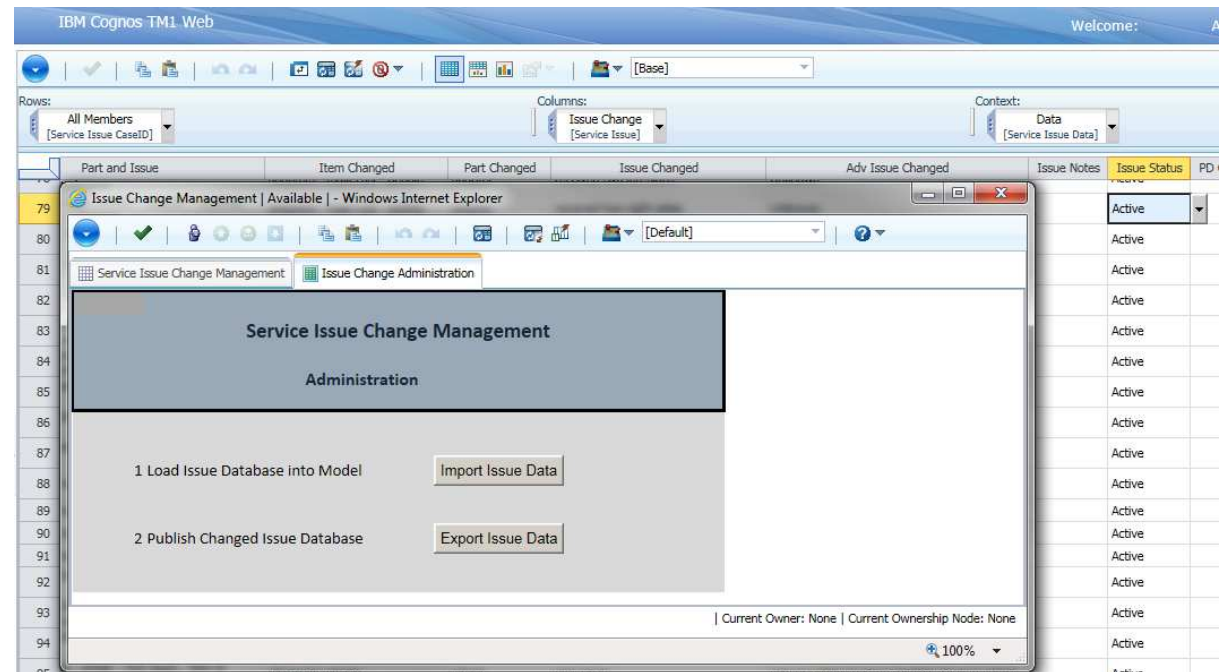 IBM Cognos TM1 Web
Welcome:
[Base]
Rows:
Columns:
Context:
All Members
[Service Issue CaseID]
Issue Change
[Service Issue]
Data
[Service Issue Data]
Part and Issue Item Changed Part Changed Issue Changed Adv Issue Changed Issue Notes Issue Status PD
Issue Change Management | Available | - Windows Internet Explorer
[Default]
Service Issue Change Management Issue Change Administration
Service Issue Change Management
Administration
1 Load Issue Database into Model Import Issue Data
2 Publish Changed Issue Database Export Issue Data
| Current Owner: None | Current Ownership Node: None
100%
79 Active
80 Active
81 Active
82 Active
83 Active
84 Active
85 Active
86 Active
87 Active
88 Active
89 Active
90 Active
91 Active
92 Active
93 Active
94 Active